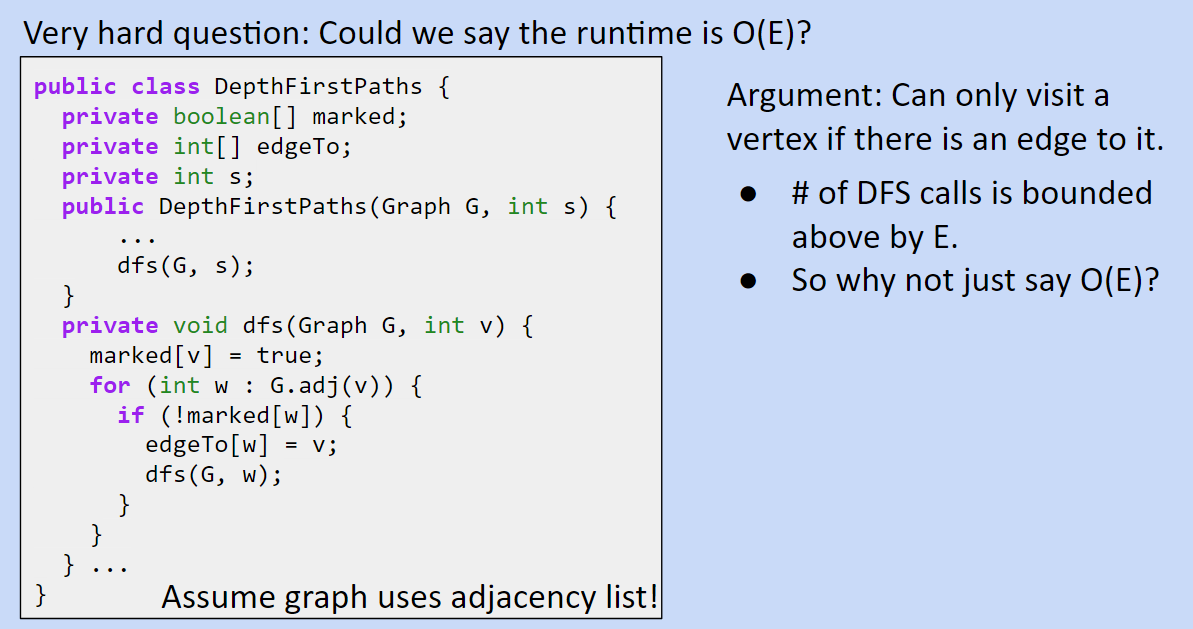 Very hard question: Could we say the runtime is O(E)?
public class DepthFirstPaths {
  private boolean[] marked;
  private int[] edgeTo;
  private int s;
  public DepthFirstPaths(Graph G, int s) {
      ...
      dfs(G, s);
  }
  private void dfs(Graph G, int v) {
    marked[v] = true;
    for (int w : G.adj(v)) {
      if (!marked[w]) {
        edgeTo[w] = v;
        dfs(G, w);
      }
    }
  } ...
}
Assume graph uses adjacency list!
Argument: Can only visit a
vertex if there is an edge to it.
● # of DFS calls is bounded
above by E.
● So why not just say O(E)?